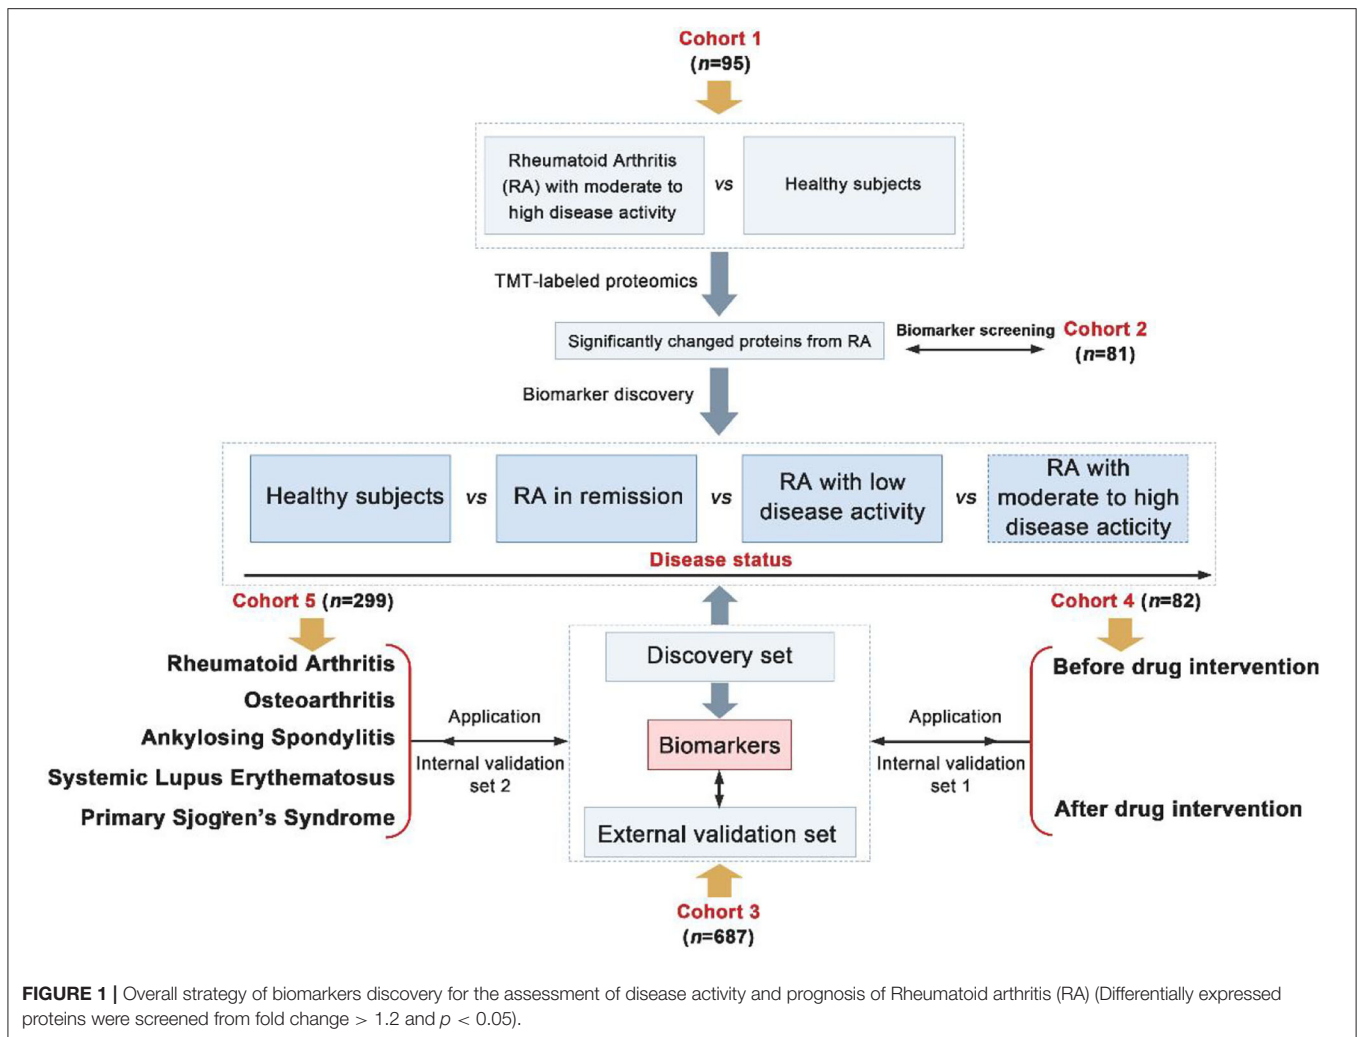 Cohort 1
(n=95)
Rheumatoid Arthritis
(RA) with moderate to
high disease activity
vs
Healthy subjects
TMT-labeled proteomics
Significantly changed proteins from RA
Biomarker screening
Cohort 2
(n=81)
Biomarker discovery
Healthy subjects
vs
RA in remission
vs
RA with low
disease activity
vs
RA with
moderate to high
disease acticity
Disease status
Cohort 5 (n=299)
Rheumatoid Arthritis
Osteoarthritis
Ankylosing Spondylitis
Systemic Lupus Erythematosus
Primary Sjogren's Syndrome
Application
Internal validation
set 2
Discovery set
Biomarkers
External validation set
Cohort 3
(n=687)
Application
Internal validation
set 1
Cohort 4 (n=82)
Before drug intervention
After drug intervention
FIGURE 1 | Overall strategy of biomarkers discovery for the assessment of disease activity and prognosis of Rheumatoid arthritis (RA) (Differentially expressed
proteins were screened from fold change > 1.2 and p < 0.05).